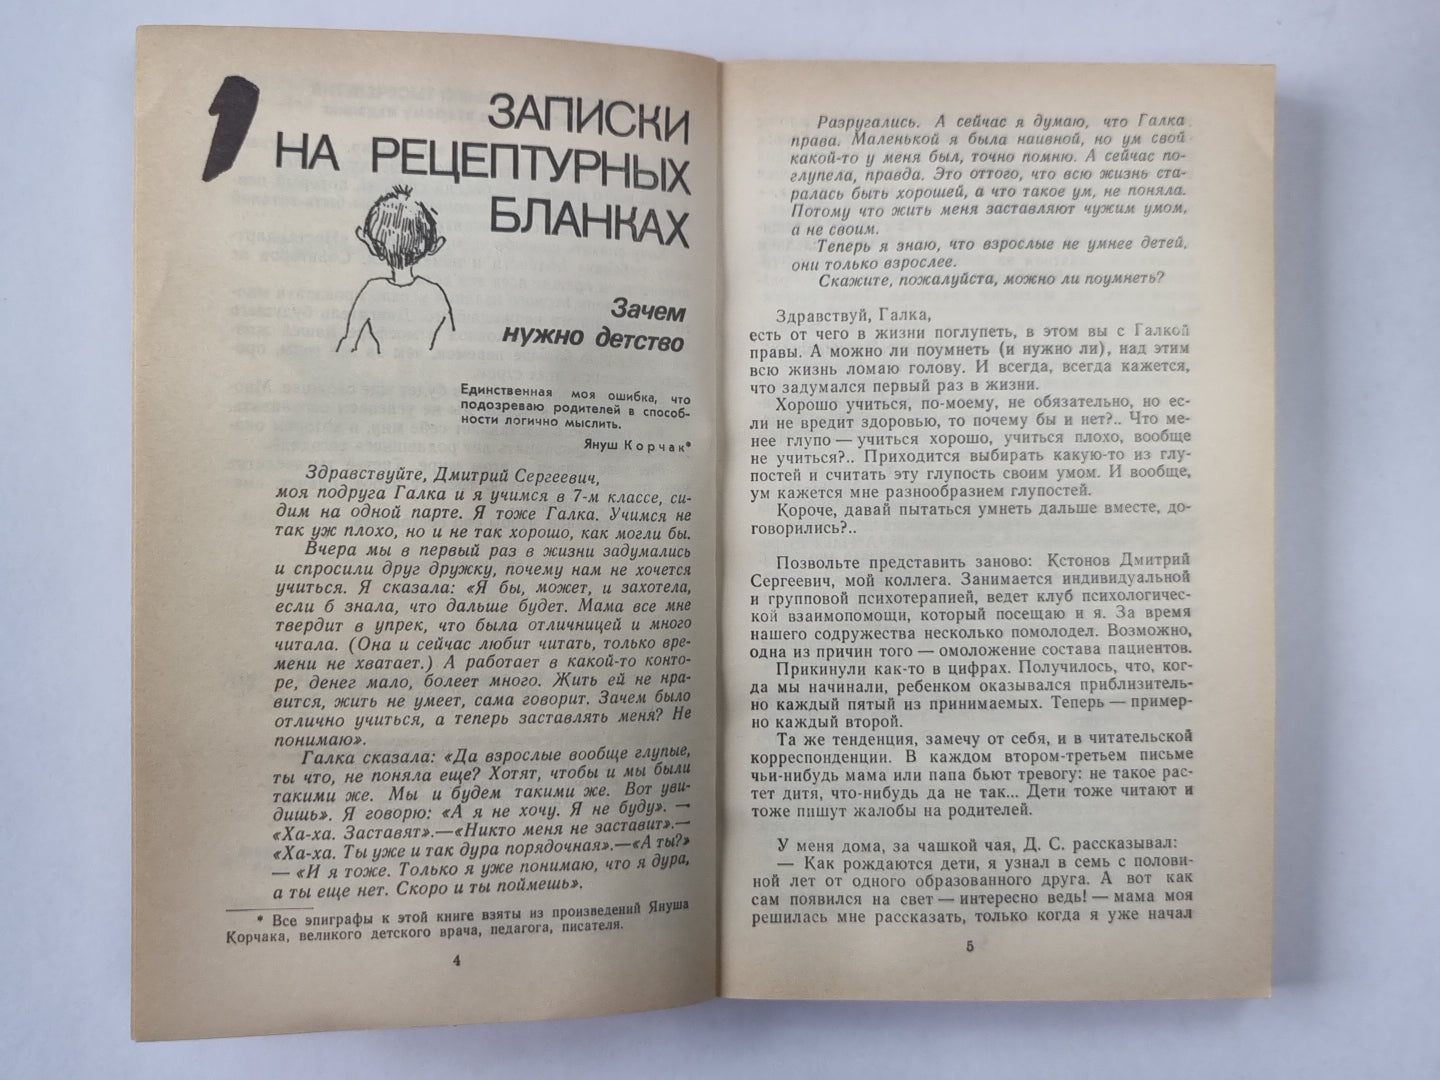 1
ЗАПИСКИ
НА РЕЦЕПТУРНЫХ
БЛАНКАХ
Зачем
нужно детство
Единственная моя ошибка, что
подозреваю родителей в способ-
ности логично мыслить.
Януш Корчак*
Здравствуйте, Дмитрий Сергеевич,
моя подруга Галка и я учимся в 7-м классе, си-
дим на одной парте. Я тоже Галка. Учимся не
так уж плохо, но и не так хорошо, как могли бы.
Вчера мы в первый раз в жизни задумались
и спросили друг дружку, почему нам не хочется
учиться. Я сказала: «Я бы, может, и захотела,
если б знала, что дальше будет. Мама все мне
твердит в упрек, что была отличницей и много
читала. (Она и сейчас любит читать, только вре-
мени не хватает.) А работает в какой-то конто-
ре, денег мало, болеет много. Жить ей не нра-
вится, жить не умеет, сама говорит. Зачем было
отлично учиться, а теперь заставлять меня? Не
понимаю».
Галка сказала: «Да взрослые вообще глупые,
ты что, не поняла еще? Хотят, чтобы и мы были
такими же. Мы и будем такими же. Вот уви-
дишь». Я говорю: «А я не хочу. Я не буду». —
«Ха-ха. Заставят».—«Никто меня не заставит».—
«Ха-ха. Ты уже и так дура порядочная».—«А ты?»
— «И я тоже. Только я уже понимаю, что я дура,
а ты еще нет. Скоро и ты поймешь».
* Все эпиграфы к этой книге взяты из произведений Януша
Корчака, великого детского врача, педагога, писателя.
4
Разругались. А сейчас я думаю, что Галка
права. Маленькой я была наивной, но ум свой
какой-то у меня был, точно помню. А сейчас по-
глупела, правда. Это оттого, что всю жизнь ста-
ралась быть хорошей, а что такое ум, не поняла.
Потому что жить меня заставляют чужим умом,
а не своим.
Теперь я знаю, что взрослые не умнее детей,
они только взрослее.
Скажите, пожалуйста, можно ли поумнеть?
Здравствуй, Галка,
есть от чего в жизни поглупеть, в этом вы с Галкой
правы. А можно ли поумнеть (и нужно ли), над этим
всю жизнь ломаю голову. И всегда, всегда кажется,
что задумался первый раз в жизни.
Хорошо учиться, по-моему, не обязательно, но ес-
ли не вредит здоровью, то почему бы и нет?.. Что ме-
нее глупо — учиться хорошо, учиться плохо, вообще
не учиться?.. Приходится выбирать какую-то из глу-
постей и считать эту глупость своим умом. И вообще,
ум кажется мне разнообразием глупостей.
Короче, давай пытаться умнеть дальше вместе, до-
говорились?..
Позвольте представить заново: Кстонов Дмитрий
Сергеевич, мой коллега. Занимается индивидуальной
и групповой психотерапией, ведет клуб психологичес-
кой взаимопомощи, который посещаю и я. За время
нашего содружества несколько помолодел. Возможно,
одна из причин того — омоложение состава пациентов.
Прикинули как-то в цифрах. Получилось, что, ког-
да мы начинали, ребенком оказывался приблизитель-
но каждый пятый из принимаемых. Теперь — пример-
но каждый второй.
Та же тенденция, замечу от себя, и в читательской
корреспонденции. В каждом втором-третьем письме
чьи-нибудь мама или папа бьют тревогу: не такое рас-
тет дитя, что-нибудь да не так... Дети тоже читают и
тоже пишут жалобы на родителей.
У меня дома, за чашкой чая, Д. С. рассказывал:
— Как рождаются дети, я узнал в семь с полови-
ной лет от одного образованного друга. А вот как
сам появился на свет — интересно ведь! — мама моя
решилась мне рассказать, только когда я уже начал
5